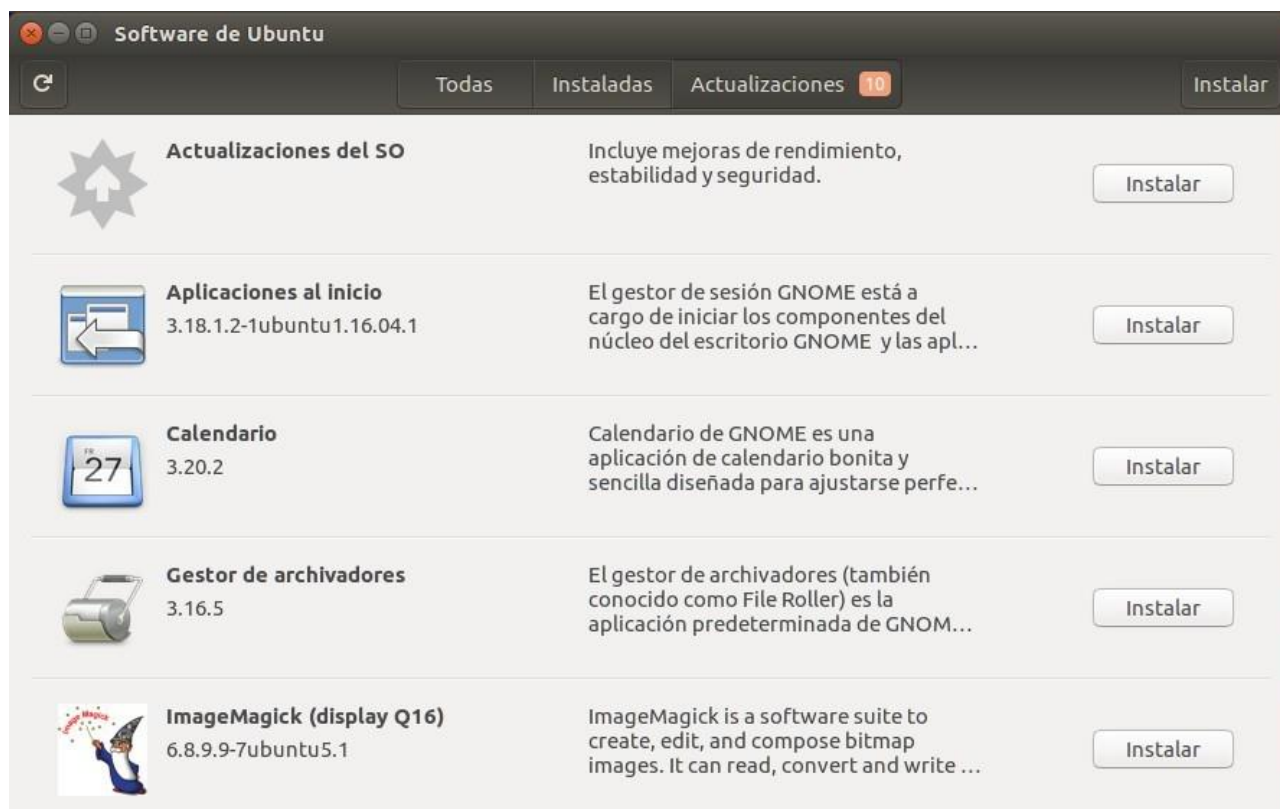 Software de Ubuntu
Todas
Instaladas
Actualizaciones 10
Instalar
Actualizaciones del SO
Incluye mejoras de rendimiento,
estabilidad y seguridad.
Instalar
Aplicaciones al inicio
3.18.1.2-1ubuntu1.16.04.1
El gestor de sesión GNOME está a
cargo de iniciar los componentes del
núcleo del escritorio GNOME y las apl…
Instalar
Calendario
3.20.2
Calendario de GNOME es una
aplicación de calendario bonita y
sencilla diseñada para ajustarse perfe…
Instalar
FR
27
Gestor de archivadores
3.16.5
El gestor de archivadores (también
conocido como File Roller) es la
aplicación predeterminada de GNOM…
Instalar
Image Magick
ImageMagick (display Q16)
6.8.9.9-7ubuntu5.1
ImageMagick is a software suite to
create, edit, and compose bitmap
images. It can read, convert and write …
Instalar